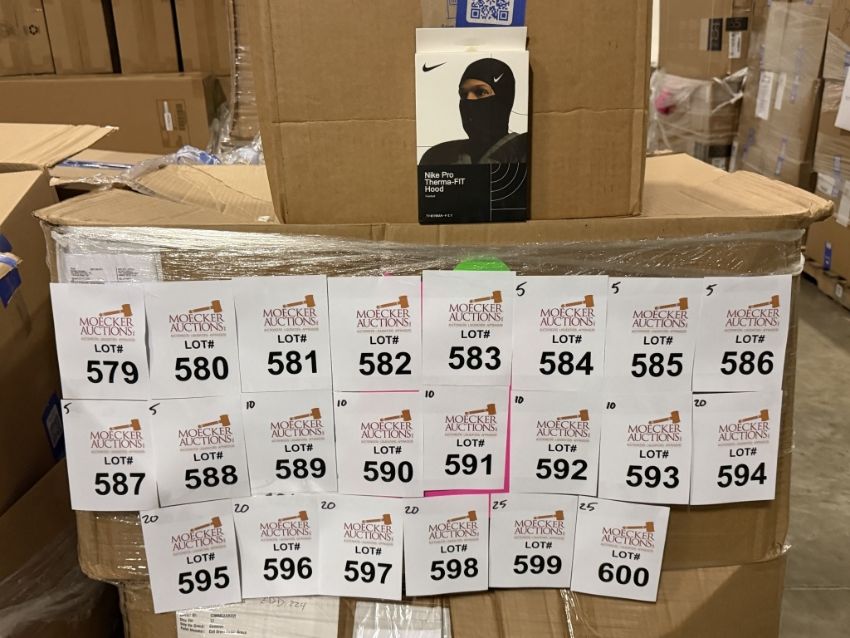 Nike Pro
Therma-FIT
Hood
THERMA-FIT
MOECKER
AUCTIONS
LOT#
579
MOECKER
AUCTIONS
LOT#
580
MOECKER
AUCTIONS
LOT#
581
MOECKER
AUCTIONS
LOT#
582
MOECKER
AUCTIONS
LOT#
583
5
MOECKER
AUCTIONS
LOT#
584
5
MOECKER
AUCTIONS
LOT#
585
5
MOECKER
AUCTIONS
LOT#
586
5
MOECKER
AUCTIONS
LOT#
587
5
MOECKER
AUCTIONS
LOT#
588
10
MOECKER
AUCTIONS
LOT#
589
10
MOECKER
AUCTIONS
LOT#
590
10
MOECKER
AUCTIONS
LOT#
591
10
MOECKER
AUCTIONS
LOT#
592
10
MOECKER
AUCTIONS
LOT#
593
20
MOECKER
AUCTIONS
LOT#
594
20
MOECKER
AUCTIONS
LOT#
595
20
MOECKER
AUCTIONS
LOT#
596
20
MOECKER
AUCTIONS
LOT#
597
20
MOECKER
AUCTIONS
LOT#
598
25
MOECKER
AUCTIONS
LOT#
599
25
MOECKER
AUCTIONS
LOT#
600